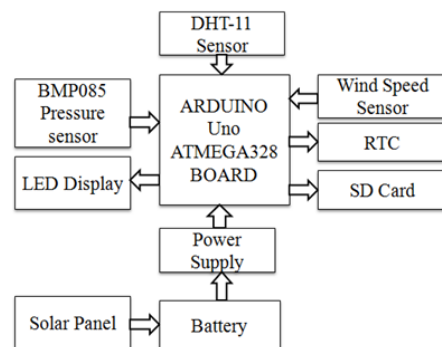 DHT-11
Sensor
BMP085
Pressure
sensor
ARDUINO
Uno
ATMEGA328
BOARD
Wind Speed
Sensor
RTC
LED Display
SD Card
Power
Supply
Solar Panel
Battery